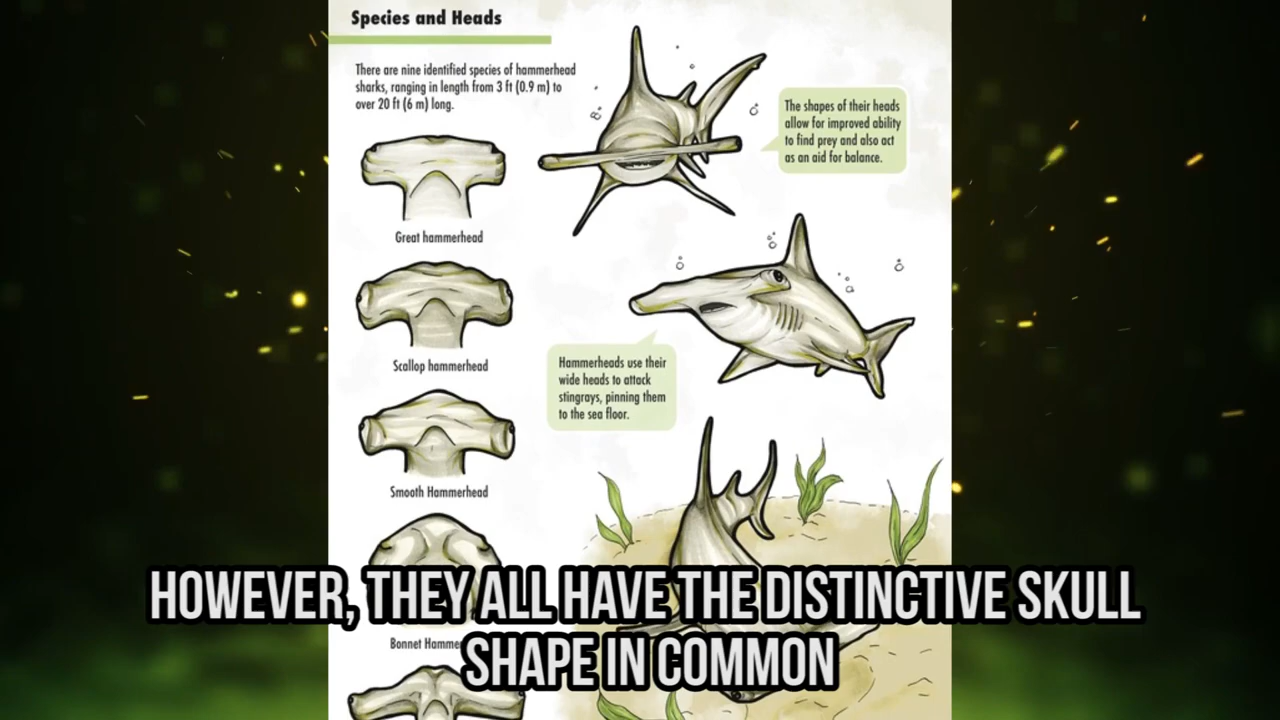 Species and Heads
There are nine identified species of hammerhead
sharks, ranging in length from 3 ft (0.9 m) to
over 20 ft (6 m) long.
The shapes of their heads
allow for improved ability
to find prey and also act
as an aid for balance.
Great hammerhead
Scallop hammerhead
Hammerheads use their
wide heads to attack
stingrays, pinning them
to the sea floor.
Smooth Hammerhead
HOWEVER, THEY ALL HAVE THE DISTINCTIVE SKULL
SHAPE IN COMMON
Bonnet